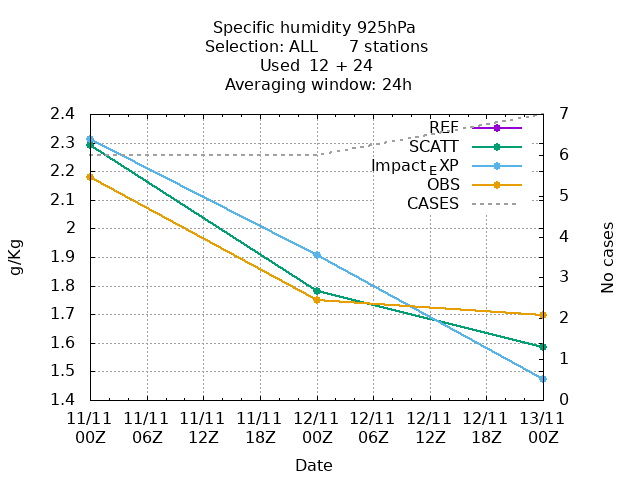 Specific humidity 925hPa
Selection: ALL 7 stations
Used 12 + 24
Averaging window: 24h
2.4
2.3
2.2
2.1
2
1.9
1.8
1.7
1.6
1.5
1.4
g/Kg
7
6
5
4
3
2
1
0
No cases
REF
SCATT
Impact_EXP
OBS
CASES
11/11 11/11 11/11 11/11 12/11 12/11 12/11 12/11 13/11
00Z 06Z 12Z 18Z 00Z 06Z 12Z 18Z 00Z
Date